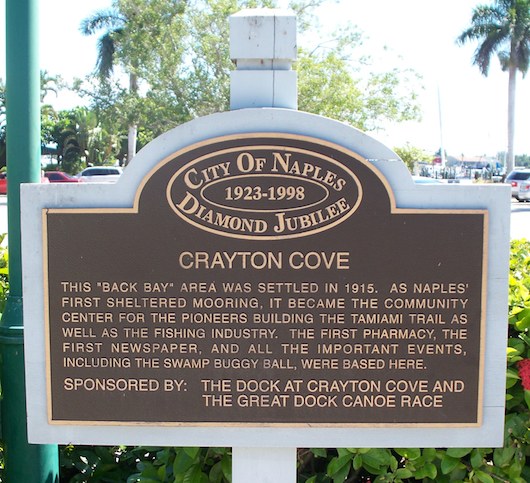 CITY OF NAPLES
1923-1998
DIAMOND JUBILEE
CRAYTON COVE
THIS "BACK BAY" AREA WAS SETTLED IN 1915. AS NAPLES'
FIRST SHELTERED MOORING, IT BECAME THE COMMUNITY
CENTER FOR THE PIONEERS BUILDING THE TAMIAMI TRAIL AS
WELL AS THE FISHING INDUSTRY. THE FIRST PHARMACY, THE
FIRST NEWSPAPER, AND ALL THE IMPORTANT EVENTS,
INCLUDING THE SWAMP BUGGY BALL, WERE BASED HERE.
SPONSORED BY: THE DOCK AT CRAYTON COVE AND
THE GREAT DOCK CANOE RACE